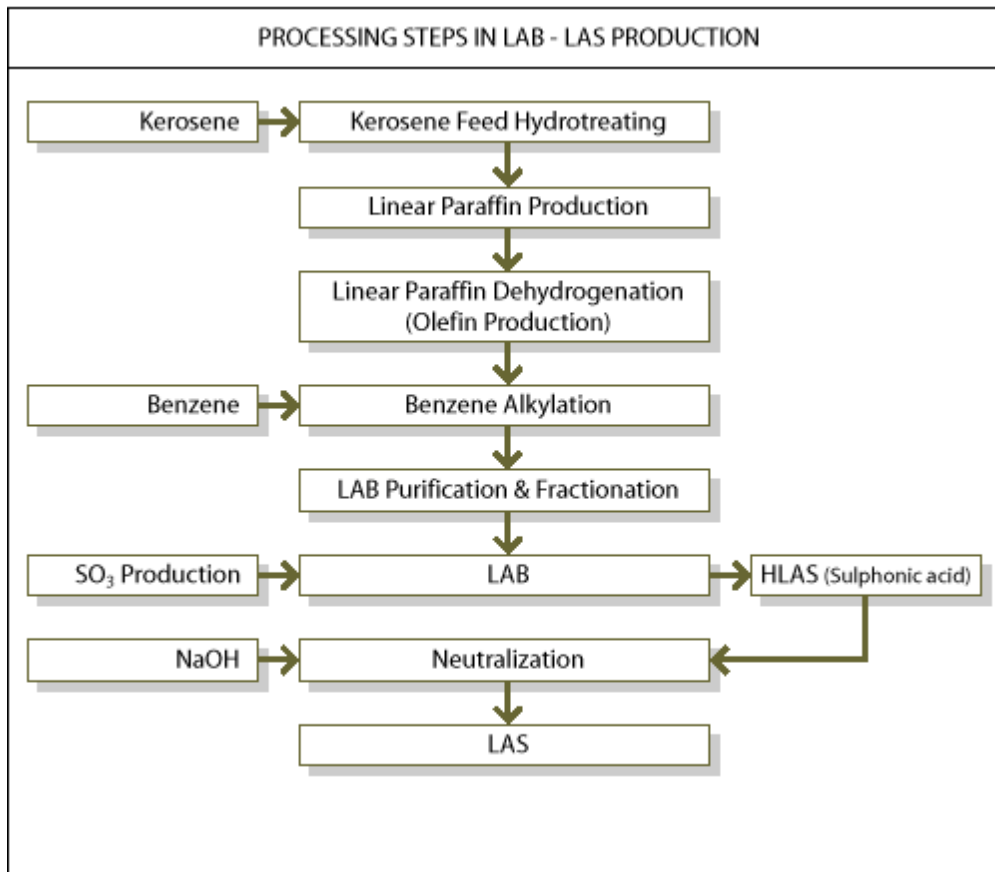 PROCESSING STEPS IN LAB - LAS PRODUCTION
Kerosene
Kerosene Feed Hydrotreating
Linear Paraffin Production
Linear Paraffin Dehydrogenation
(Olefin Production)
Benzene
Benzene Alkylation
LAB Purification & Fractionation
SO₃ Production
LAB
HLAS (Sulphonic acid)
NaOH
Neutralization
LAS